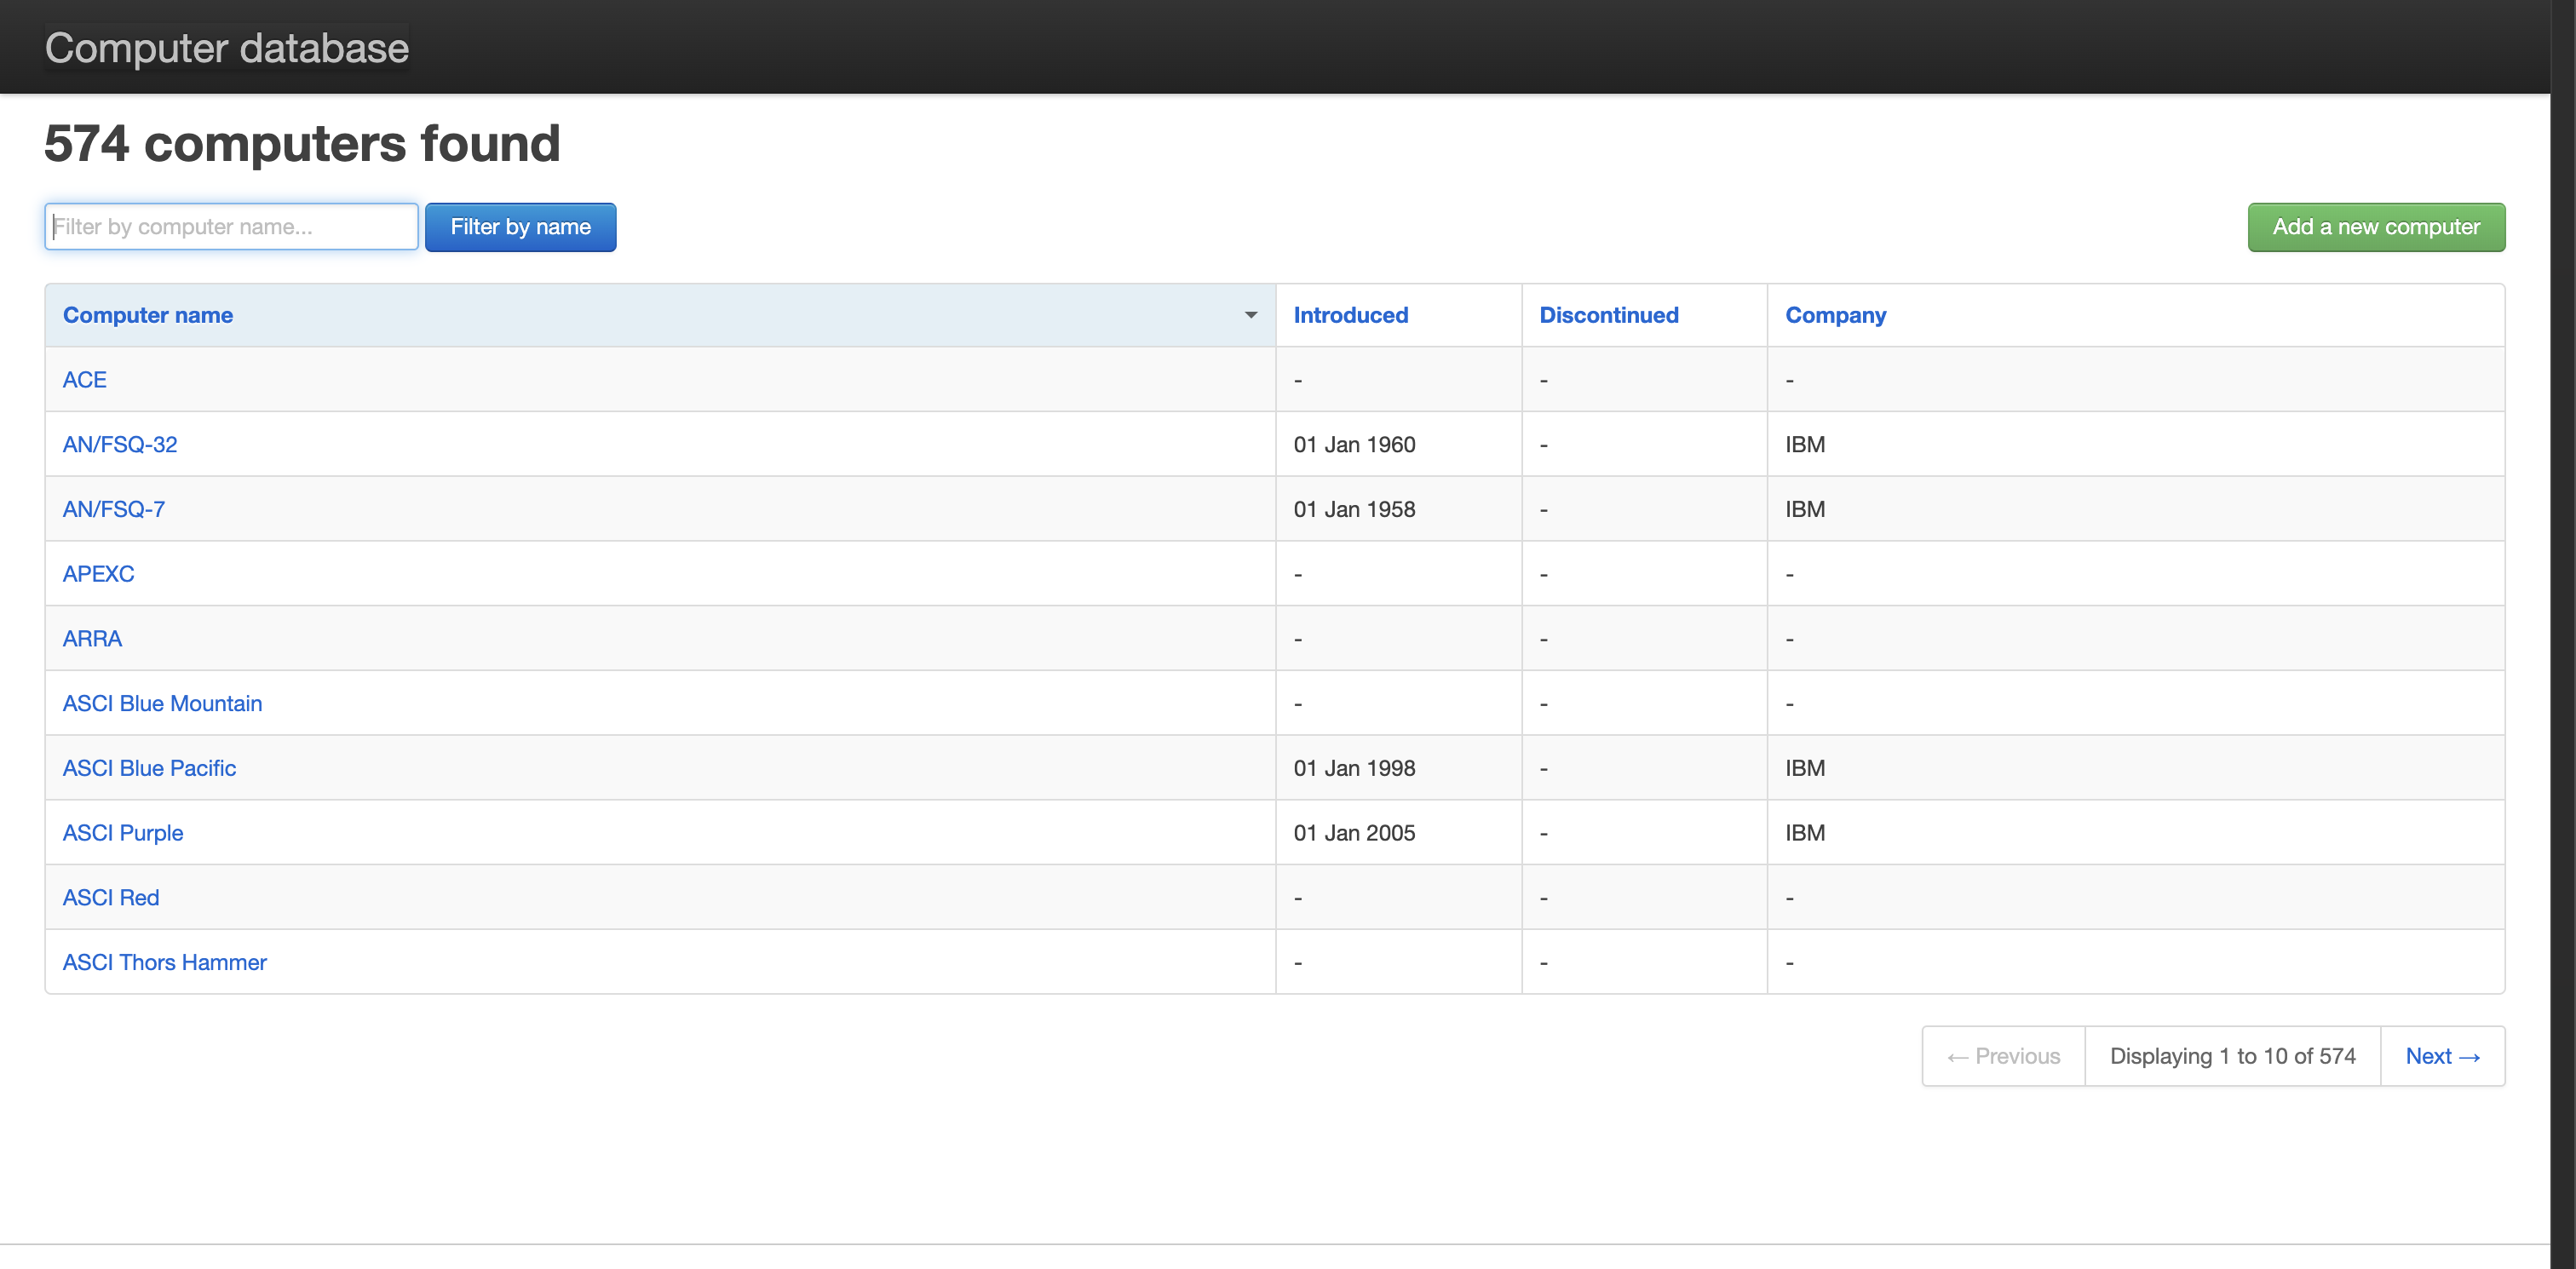 Computer database
574 computers found
Filter by computer name... Filter by name Add a new computer
Computer name Introduced Discontinued Company
ACE - - -
AN/FSQ-32 01 Jan 1960 - IBM
AN/FSQ-7 01 Jan 1958 - IBM
APEXC - - -
ARRA - - -
ASCI Blue Mountain - - -
ASCI Blue Pacific 01 Jan 1998 - IBM
ASCI Purple 01 Jan 2005 - IBM
ASCI Red - - -
ASCI Thors Hammer - - -
← Previous Displaying 1 to 10 of 574 Next →